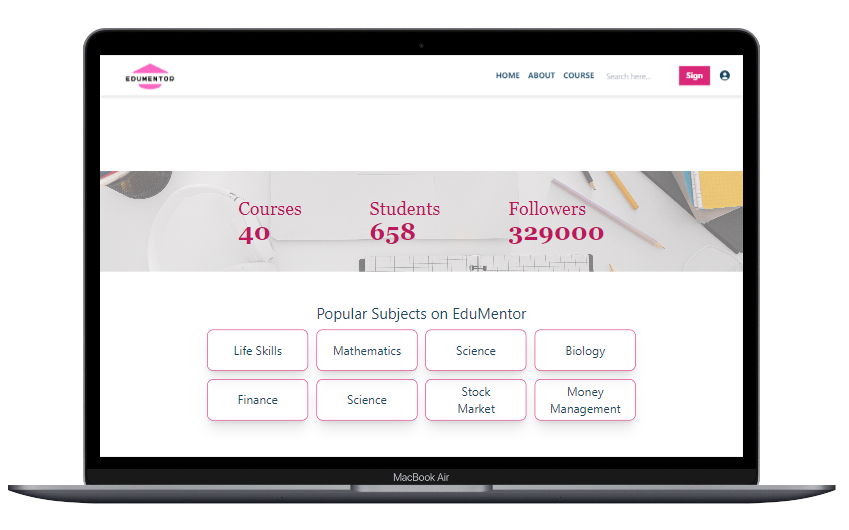 EDUMENTOR
HOME ABOUT COURSE Search here... Sign
Courses Students Followers
40 658 329000
Popular Subjects on EduMentor
Life Skills Mathematics Science Biology
Finance Science Stock Market Money Management
MacBook Air